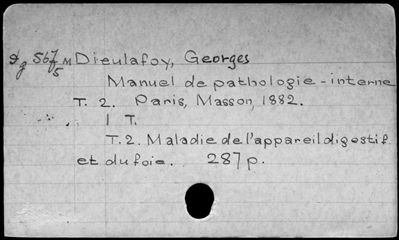 Dieulafoy, Georges
Manuel de pathologie-interne
T. 2. Paris, Masson, 1882.
1 T.
T. 2. Maladie de l'appareil digestif
et du foie. 287 p.